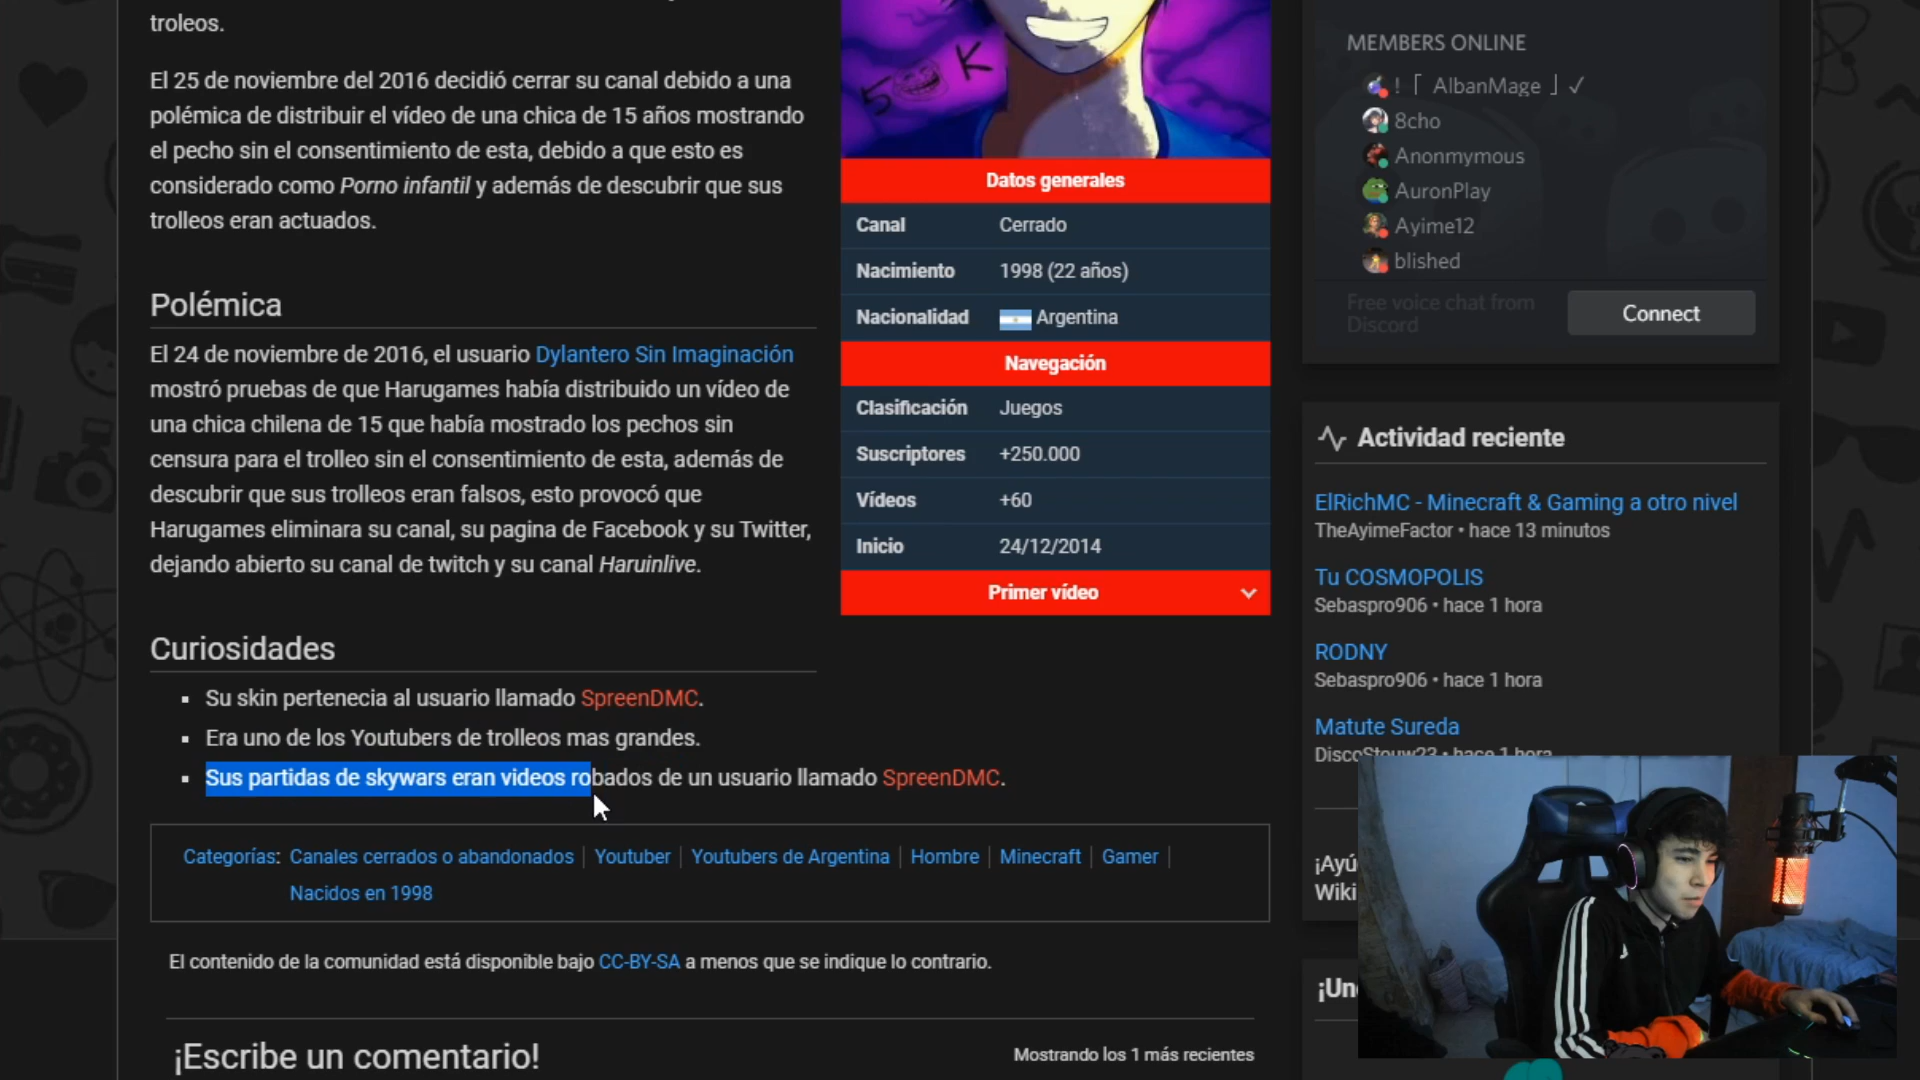 troleos.
El 25 de noviembre del 2016 decidió cerrar su canal debido a una
polémica de distribuir el vídeo de una chica de 15 años mostrando
el pecho sin el consentimiento de esta, debido a que esto es
considerado como Porno infantil y además de descubrir que sus
trolleos eran actuados.
Polémica
El 24 de noviembre de 2016, el usuario Dylantero Sin Imaginación
mostró pruebas de que Harugames había distribuido un vídeo de
una chica chilena de 15 que había mostrado los pechos sin
censura para el trolleo sin el consentimiento de esta, además de
descubrir que sus trolleos eran falsos, esto provocó que
Harugames eliminara su canal, su pagina de Facebook y su Twitter,
dejando abierto su canal de twitch y su canal Haruinlive.
Curiosidades
Su skin pertenecia al usuario llamado SpreenDMC.
Era uno de los Youtubers de trolleos mas grandes.
Sus partidas de skywars eran videos robados de un usuario llamado SpreenDMC.
Categorías: Canales cerrados o abandonados | Youtuber | Youtubers de Argentina | Hombre | Minecraft | Gamer |
Nacidos en 1998
El contenido de la comunidad está disponible bajo CC-BY-SA a menos que se indique lo contrario.
¡Escribe un comentario!
Mostrando los 1 más recientes
50K
Datos generales
Canal Cerrado
Nacimiento 1998 (22 años)
Nacionalidad Argentina
Navegación
Clasificación Juegos
Suscriptores +250.000
Vídeos +60
Inicio 24/12/2014
Primer vídeo
MEMBERS ONLINE
! 「 AlbanMage 」✓
8cho
Anonmymous
AuronPlay
Ayime12
blished
Free voice chat from
Discord
Connect
Actividad reciente
ElRichMC - Minecraft & Gaming a otro nivel
TheAyimeFactor • hace 13 minutos
Tu COSMOPOLIS
Sebaspro906 • hace 1 hora
RODNY
Sebaspro906 • hace 1 hora
Matute Sureda
DiscoStouw23 • hace 1 hora
Wiki